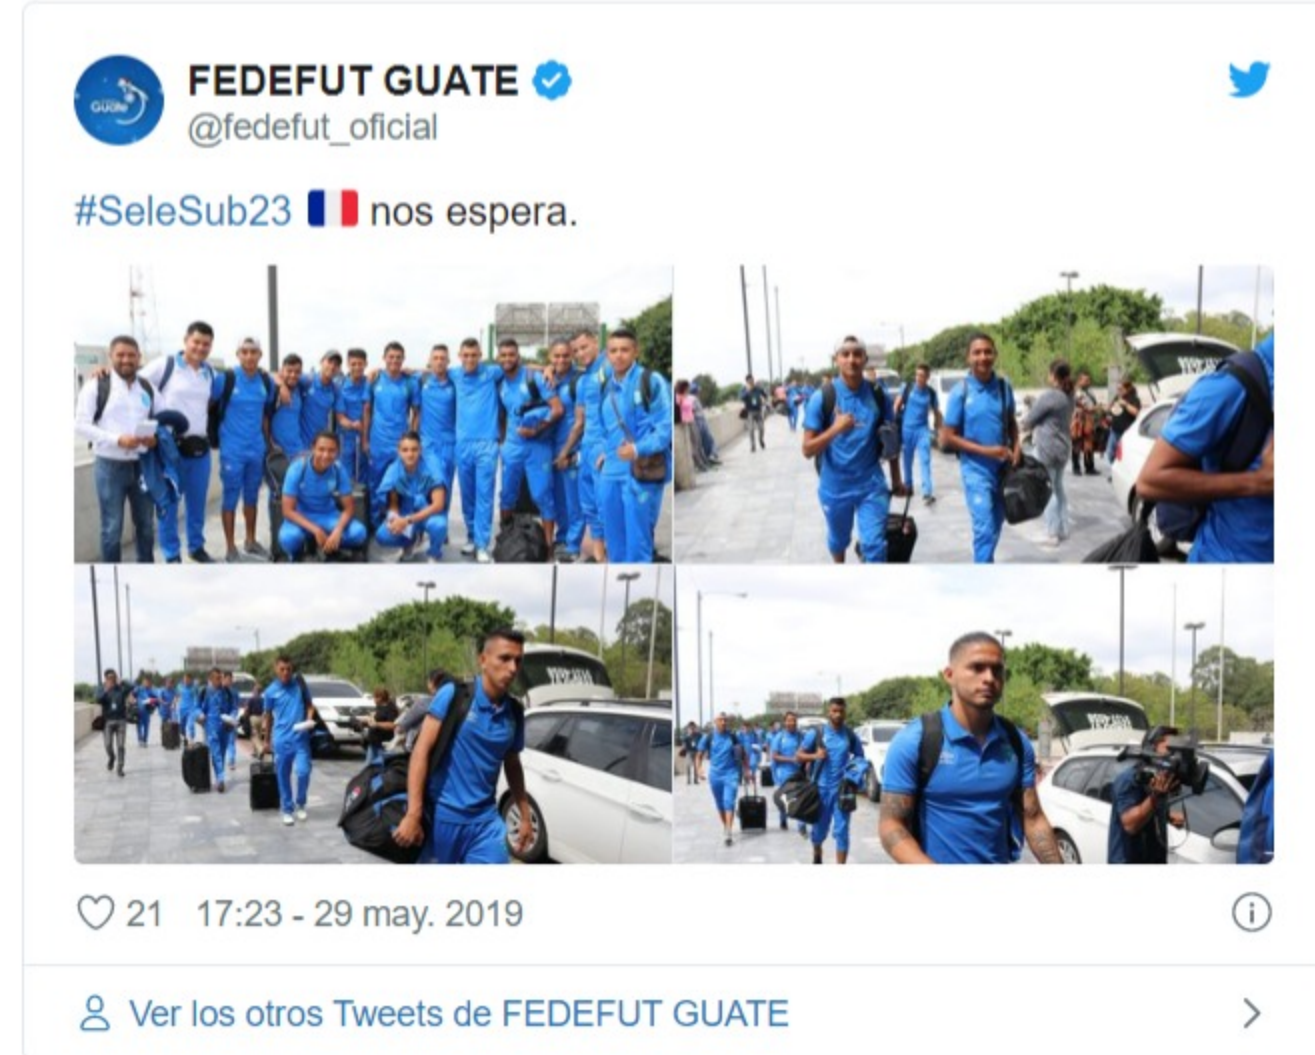 FEDEFUT GUATE
@fedefut_oficial
Guate
#SeleSub23 🇫🇷 nos espera.
21 17:23 - 29 may. 2019
Ver los otros Tweets de FEDEFUT GUATE